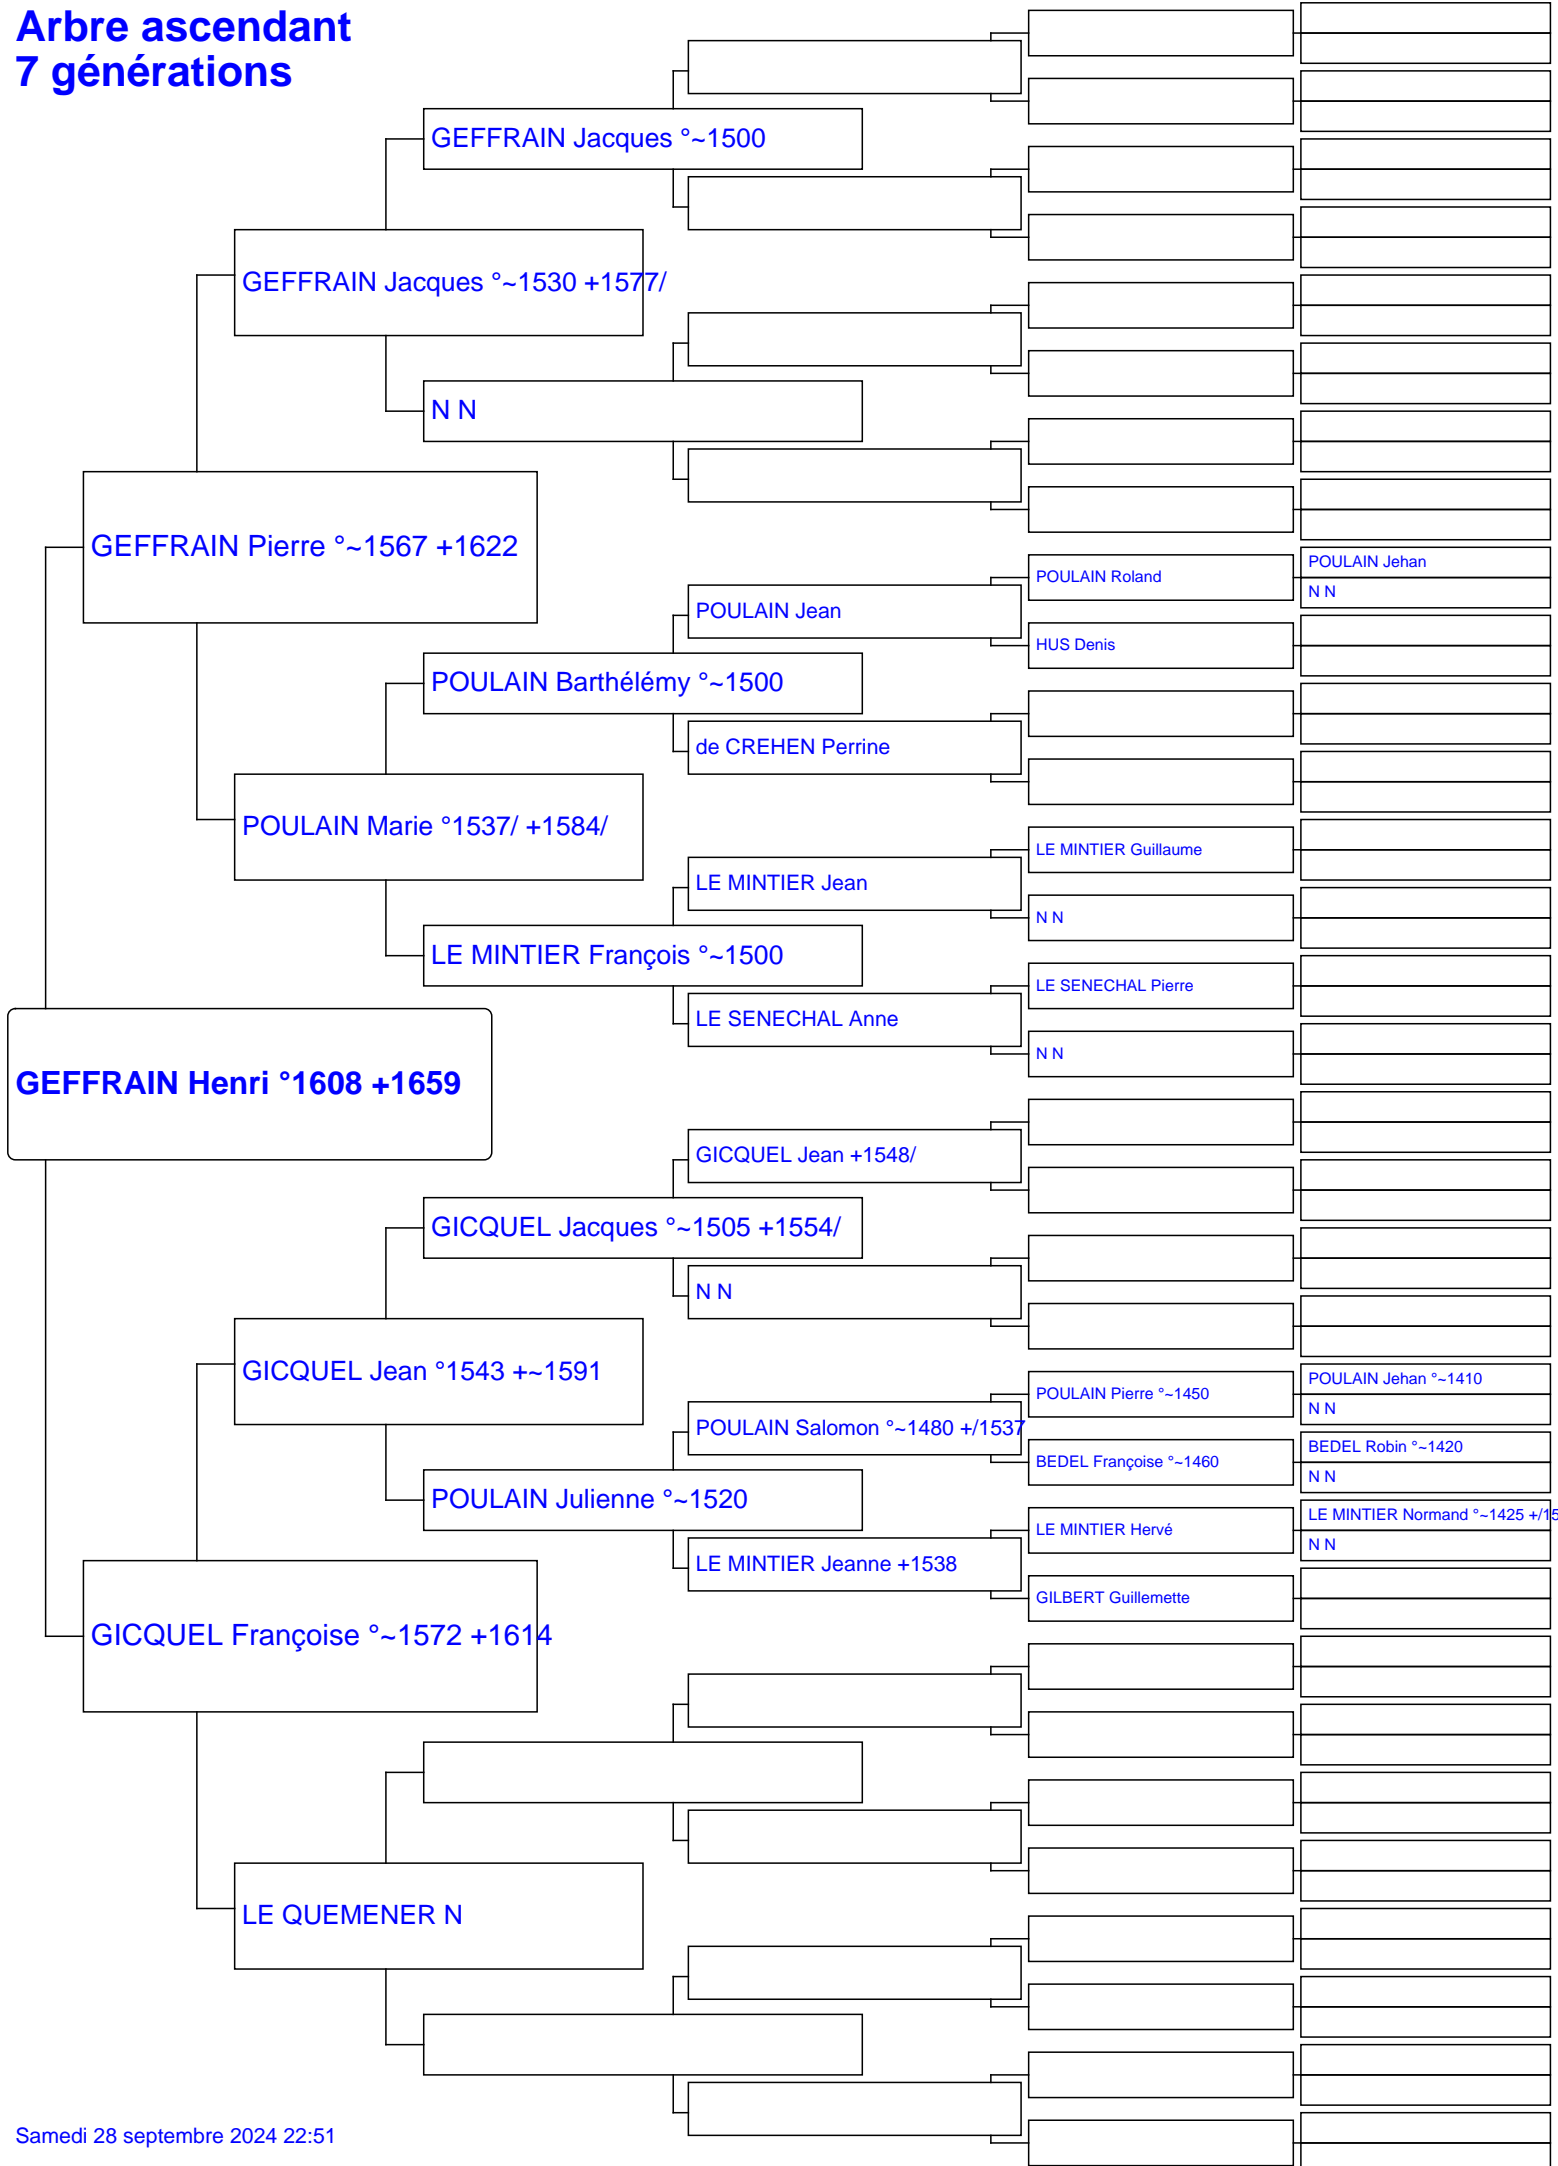 Arbre ascendant
7 générations
GEFFRAIN Jacques °~1500
GEFFRAIN Jacques °~1530 +1577/
N N
GEFFRAIN Pierre °~1567 +1622
POULAIN Jehan
POULAIN Roland
N N
POULAIN Jean
HUS Denis
POULAIN Barthélémy °~1500
de CREHEN Perrine
POULAIN Marie °1537/ +1584/
LE MINTIER Guillaume
LE MINTIER Jean
N N
LE MINTIER François °~1500
LE SENECHAL Pierre
LE SENECHAL Anne
N N
GEFFRAIN Henri °1608 +1659
GICQUEL Jean +1548/
GICQUEL Jacques °~1505 +1554/
N N
GICQUEL Jean °1543 +~1591
POULAIN Jehan °~1410
POULAIN Pierre °~1450
N N
POULAIN Salomon °~1480 +/1537
BEDEL Robin °~1420
BEDEL Françoise °~1460
N N
POULAIN Julienne °~1520
LE MINTIER Normand °~1425 +/15
LE MINTIER Hervé
N N
LE MINTIER Jeanne +1538
GILBERT Guillemette
GICQUEL Françoise °~1572 +1614
LE QUEMENER N
Samedi 28 septembre 2024 22:51